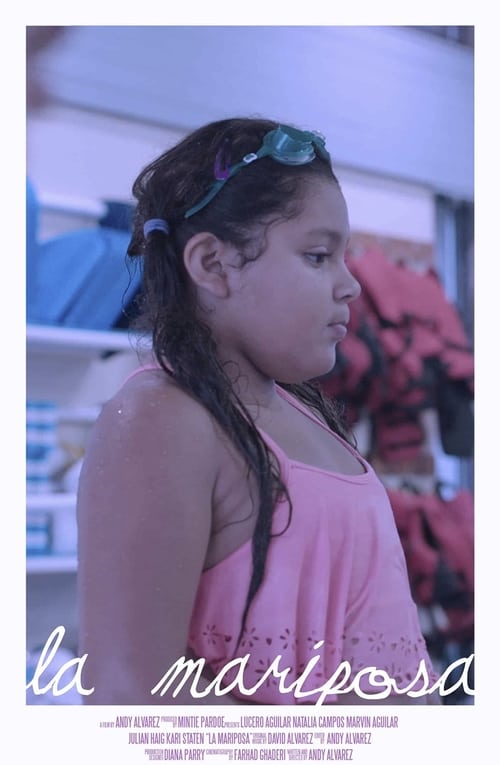 la mariposa
A FILM BY ANDY ALVAREZ PRODUCED BY MINTIE PARDOE PRESENTS LUCERO AGUILAR NATALIA CAMPOS MARVIN AGUILAR
JULIAN HAIG KARI STATEN "LA MARIPOSA" ORIGINAL MUSIC BY DAVID ALVAREZ EDITED BY ANDY ALVAREZ
PRODUCTION DESIGNER DIANA PARRY CINEMATOGRAPHY BY FARHAD GHADERI WRITTEN AND DIRECTED BY ANDY ALVAREZ